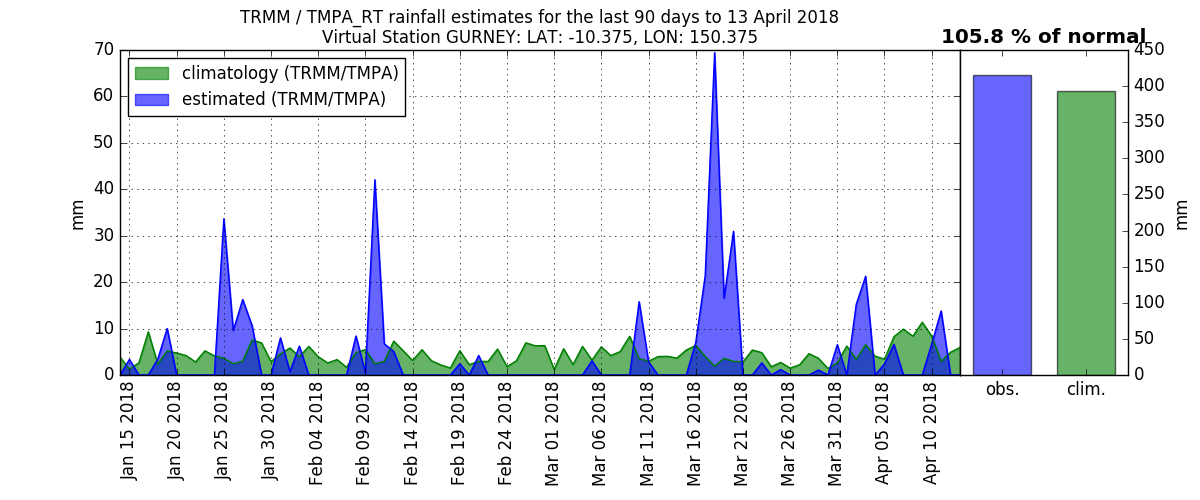 TRMM / TMPA_RT rainfall estimates for the last 90 days to 13 April 2018
Virtual Station GURNEY: LAT: -10.375, LON: 150.375
105.8 % of normal
climatology (TRMM/TMPA)
estimated (TRMM/TMPA)
70
60
50
40
30
20
10
0
mm
Jan 15 2018
Jan 20 2018
Jan 25 2018
Jan 30 2018
Feb 04 2018
Feb 09 2018
Feb 14 2018
Feb 19 2018
Feb 24 2018
Mar 01 2018
Mar 06 2018
Mar 11 2018
Mar 16 2018
Mar 21 2018
Mar 26 2018
Mar 31 2018
Apr 05 2018
Apr 10 2018
450
400
350
300
250
200
150
100
50
0
mm
obs.
clim.